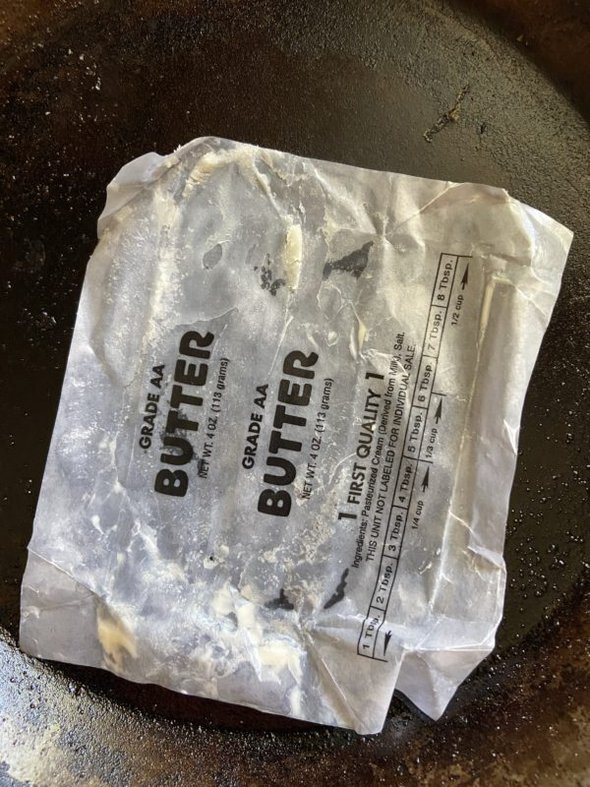 GRADE AA
BUTTER
NET WT. 4 OZ. (113 grams)
GRADE AA
BUTTER
NET WT. 4 OZ. (113 grams)
1 FIRST QUALITY 1
Ingredients: Pasteurized Cream (Derived from Milk), Salt.
THIS UNIT NOT LABELED FOR INDIVIDUAL SALE
1 Tbsp. 2 Tbsp. 3 Tbsp. 4 Tbsp. 5 Tbsp. 6 Tbsp. 7 Tbsp. 8 Tbsp.
1/4 cup 1/3 cup 1/2 cup